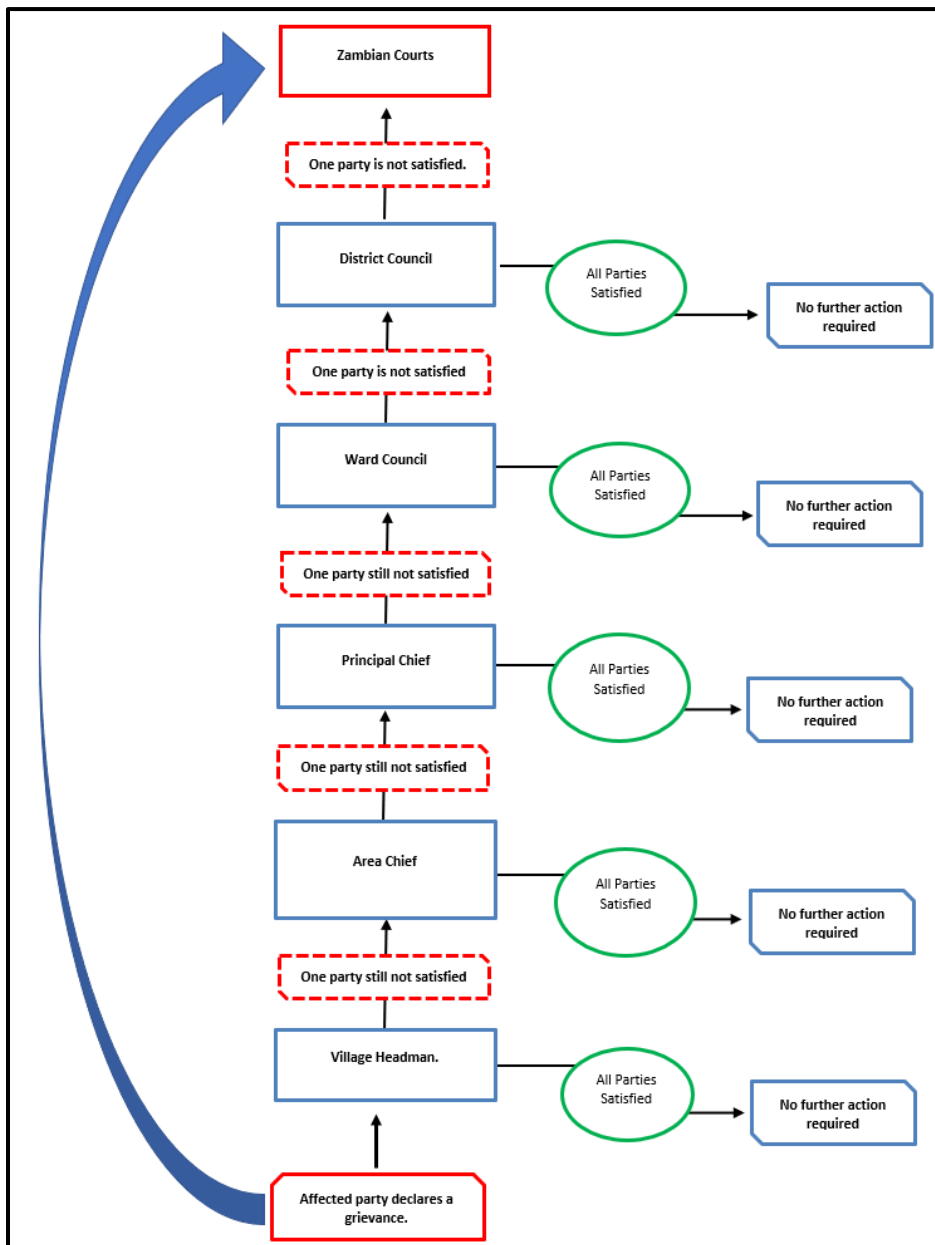 Zambian Courts
One party is not satisfied.
District Council
All Parties
Satisfied
No further action
required
One party is not satisfied
Ward Council
All Parties
Satisfied
No further action
required
One party still not satisfied
Principal Chief
All Parties
Satisfied
No further action
required
One party still not satisfied
Area Chief
All Parties
Satisfied
No further action
required
One party still not satisfied
Village Headman.
All Parties
Satisfied
No further action
required
Affected party declares a
grievance.